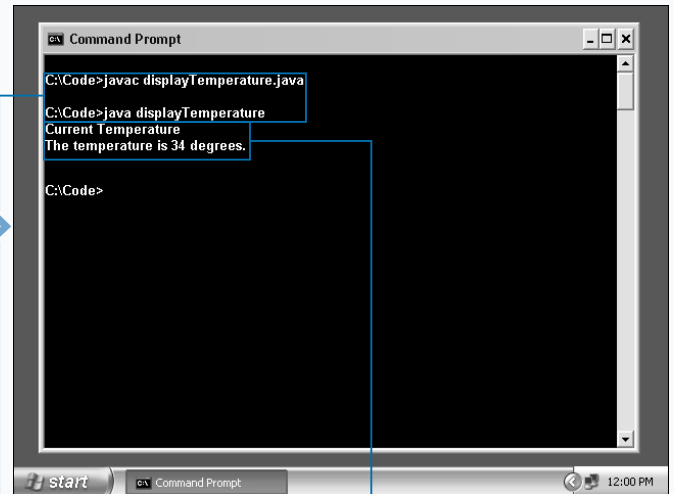 Command Prompt
C:\Code>javac displayTemperature.java
C:\Code>java displayTemperature
Current Temperature
The temperature is 34 degrees.
C:\Code>
start
Command Prompt
12:00 PM